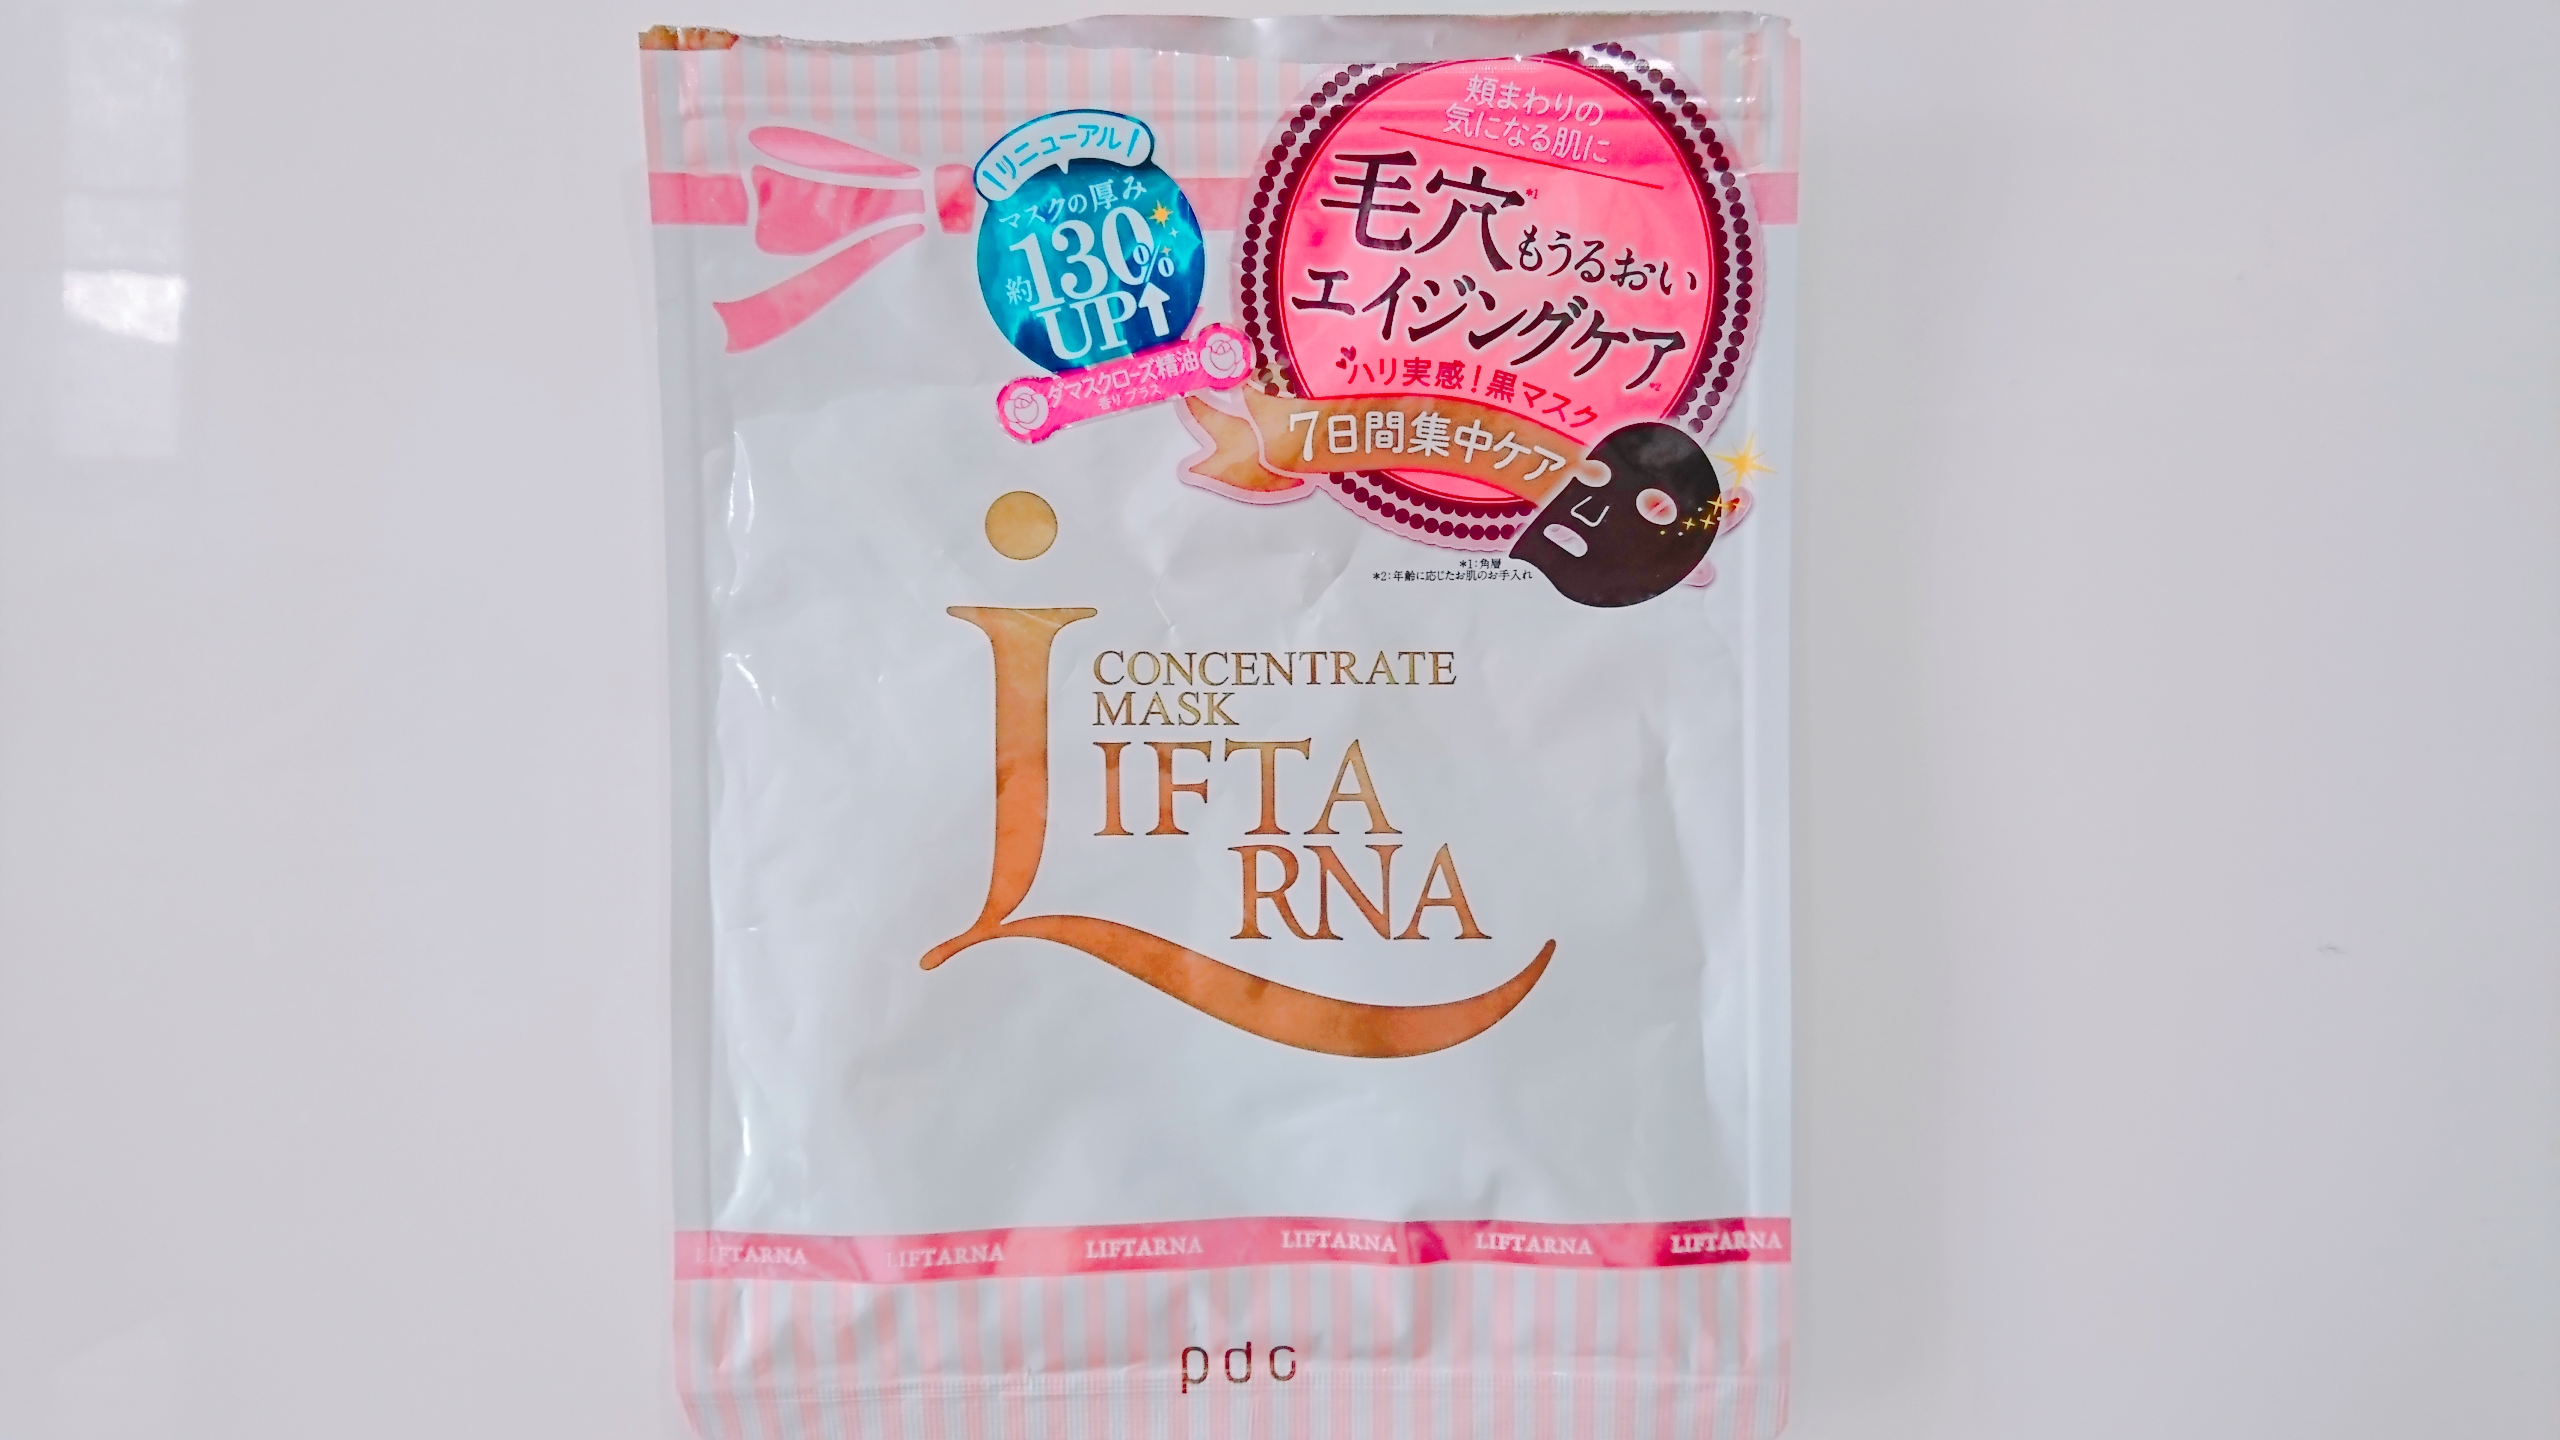 \リニューアル/
マスクの厚み
約130%
UP↑
ダマスクローズ精油
香り プラス
頬まわりの
気になる肌に
毛穴*1もうるおい
エイジングケア*2
ハリ実感!黒マスク
7日間集中ケア
*1:角層
*2:年齢に応じたお肌のお手入れ
CONCENTRATE
MASK
LIFTA
RNA
LIFTARNA LIFTARNA LIFTARNA LIFTARNA LIFTARNA LIFTARNA
pdc